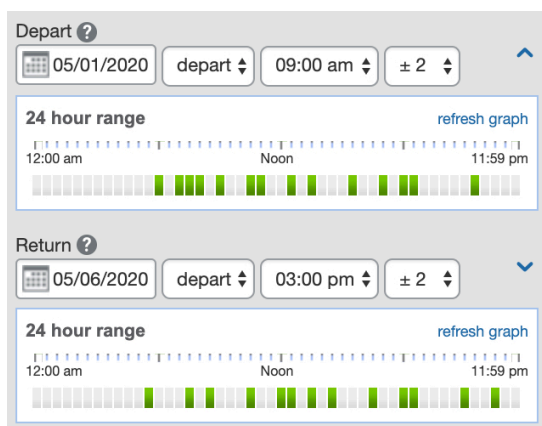 Depart ?
05/01/2020 depart 09:00 am ± 2
24 hour range refresh graph
12:00 am Noon 11:59 pm
Return ?
05/06/2020 depart 03:00 pm ± 2
24 hour range refresh graph
12:00 am Noon 11:59 pm